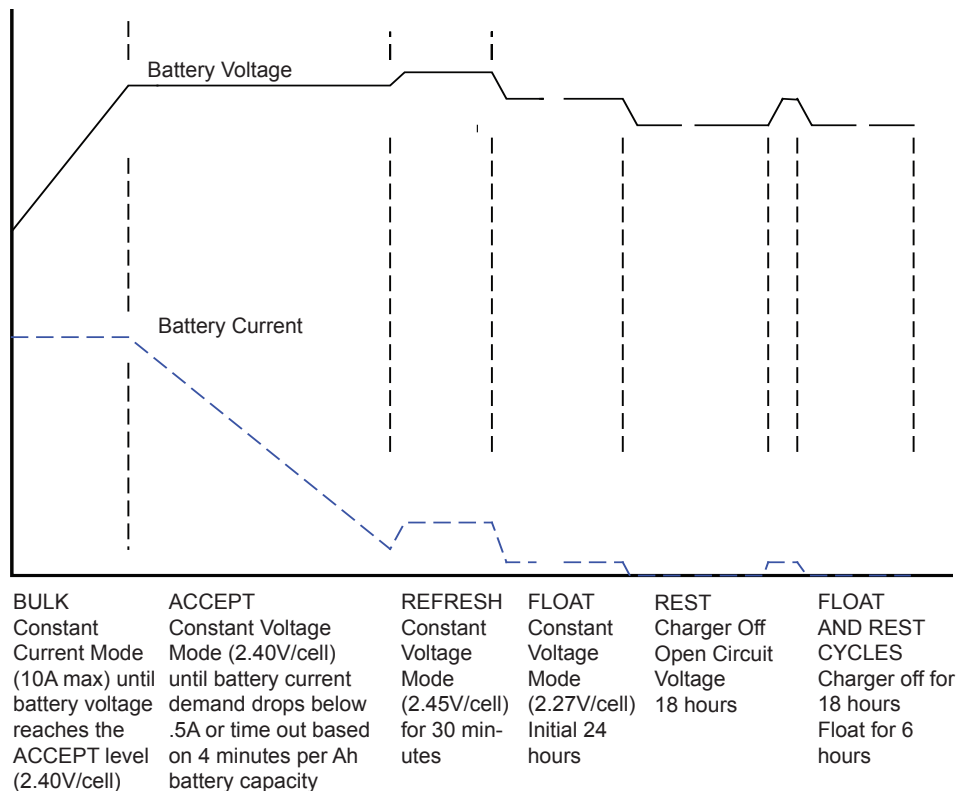 Battery Voltage
Battery Current
BULK
Constant
Current Mode
(10A max) until
battery voltage
reaches the
ACCEPT level
(2.40V/cell)
ACCEPT
Constant Voltage
Mode (2.40V/cell)
until battery current
demand drops below
.5A or time out based
on 4 minutes per Ah
battery capacity
REFRESH
Constant
Voltage
Mode
(2.45V/cell)
for 30 min-
utes
FLOAT
Constant
Voltage
Mode
(2.27V/cell)
Initial 24
hours
REST
Charger Off
Open Circuit
Voltage
18 hours
FLOAT
AND REST
CYCLES
Charger off for
18 hours
Float for 6
hours